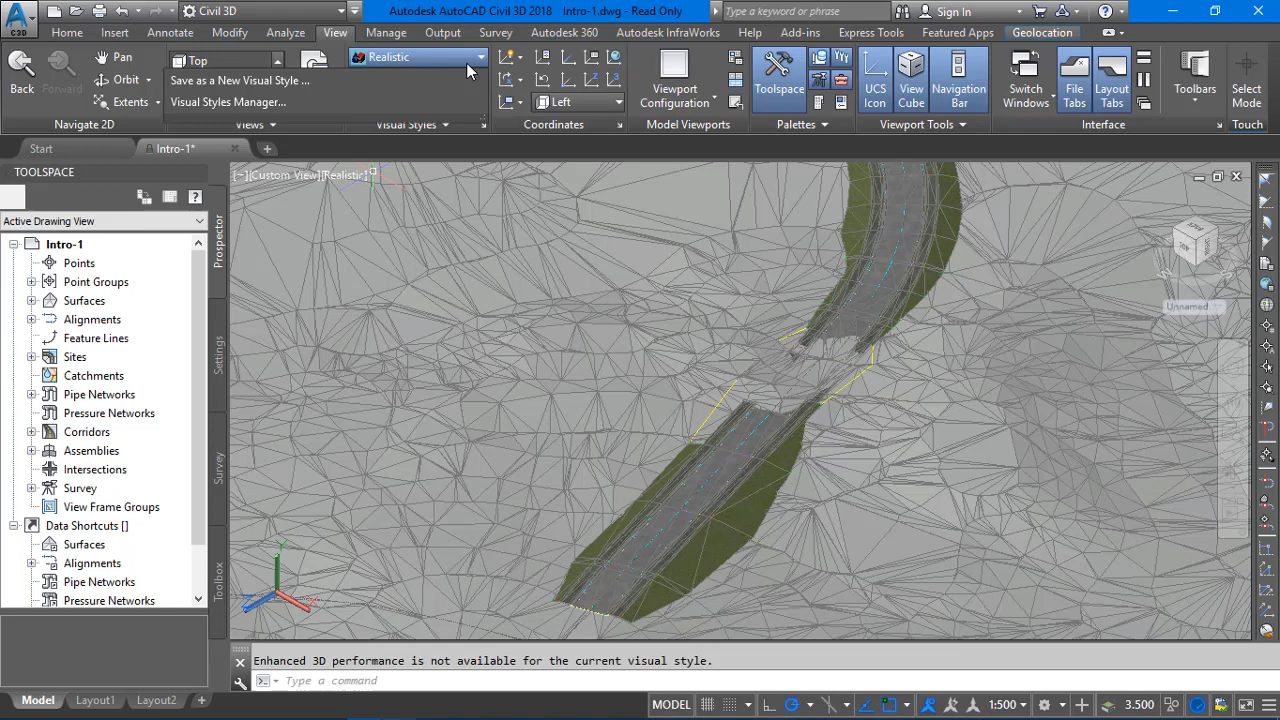 C3D
Civil 3D
Autodesk AutoCAD Civil 3D 2018 Intro-1.dwg - Read Only
Type a keyword or phrase
Sign In
Home Insert Annotate Modify Analyze View Manage Output Survey Autodesk 360 Autodesk InfraWorks Help Add-ins Express Tools Featured Apps Geolocation
Back
Forward
Pan
Orbit
Extents
Navigate 2D
Top
Save as a New Visual Style ...
Visual Styles Manager...
Views
Realistic
Visual Styles
Left
Coordinates
Viewport
Configuration
Model Viewports
Toolspace
Palettes
UCS
Icon
View
Cube
Navigation
Bar
Viewport Tools
Switch
Windows
File
Tabs
Layout
Tabs
Interface
Toolbars
Select
Mode
Touch
Start
Intro-1*
TOOLSPACE
Active Drawing View
Intro-1
Points
Point Groups
Surfaces
Alignments
Feature Lines
Sites
Catchments
Pipe Networks
Pressure Networks
Corridors
Assemblies
Intersections
Survey
View Frame Groups
Data Shortcuts []
Surfaces
Alignments
Pipe Networks
Pressure Networks
Prospector
Settings
Survey
Toolbox
[−][Custom View][Realistic]
Unnamed
Enhanced 3D performance is not available for the current visual style.
Type a command
Model Layout1 Layout2
MODEL
1:500
3.500